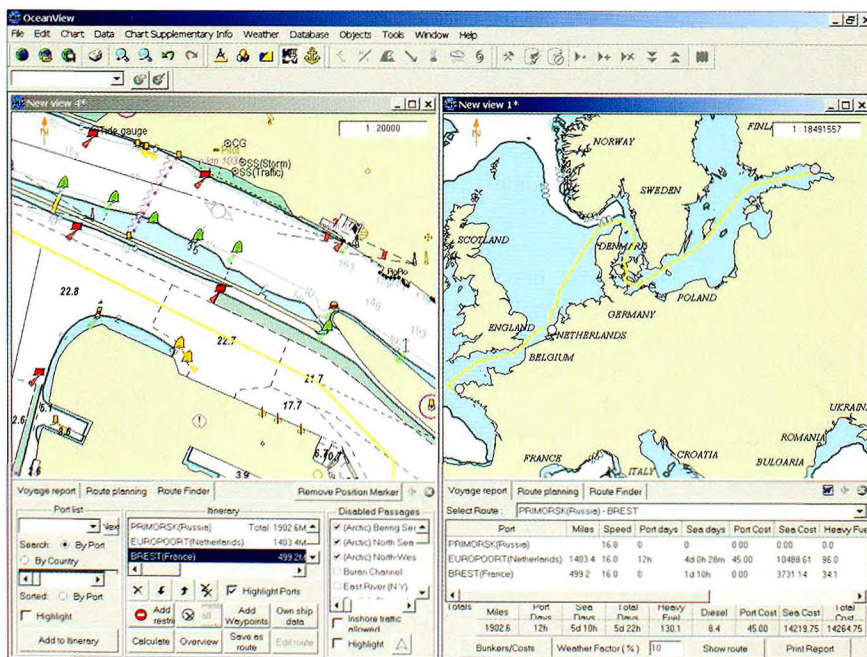 OceanView
File Edit Chart Data Chart Supplementary Info Weather Database Objects Tools Window Help
New view 4*
1 : 20000
Tide gauge
CG
Pilot
km 1030
SS(Storm)
SS(Traffic)
RoRo
22.8
22.7
21.7
17.7
3.9
New view 1*
1 : 18491557
NORWAY
SWEDEN
SCOTLAND
DENMARK
POLAND
GERMANY
ENGLAND
NETHERLANDS
BELGIUM
UKRAIN
ROMANIA
FRANCE
ITALY
CROATIA
BULGARIA
Voyage report Route planning Route Finder Remove Position Marker
Port list
Search: By Port
By Country
Sorted: By Port
Highlight
Add to Itinerary
Itinerary
PRIMORSK(Russia) Total 1902.6M
EUROPOORT(Netherlands) 1403.4M
BREST(France) 499.2M
Highlight Ports
Add restri
Add Waypoints
Own ship data
Calculate Overview Save as route Edit route
Disabled Passages
(Arctic) Bering Sea
(Arctic) North Sea
(Arctic) North-Wes
Buran Channel
East River (N.Y)
Inshore traffic allowed
Highlight
Voyage report Route planning Route Finder
Select Route : PRIMORSK(Russia) - BREST
Port Miles Speed Port days Sea days Port Cost Sea Cost Heavy Fue
PRIMORSK(Russia) 16.0 0 0 0.00 0.00 0.0
EUROPOORT(Netherlands) 1403.4 16.0 12h 4d 0h 28m 45.00 10488.61 96.0
BREST(France) 499.2 16.0 0 1d 10h 0.00 3731.14 34.1
Totals Miles Port Days Sea Days Total Days Heavy Fuel Diesel Port Cost Sea Cost Total Cost
1902.6 12h 5d 10h 5d 22h 130.1 8.4 45.00 14219.75 14264.75
Bunkers/Costs Weather Factor (%) 10 Show route Print Report